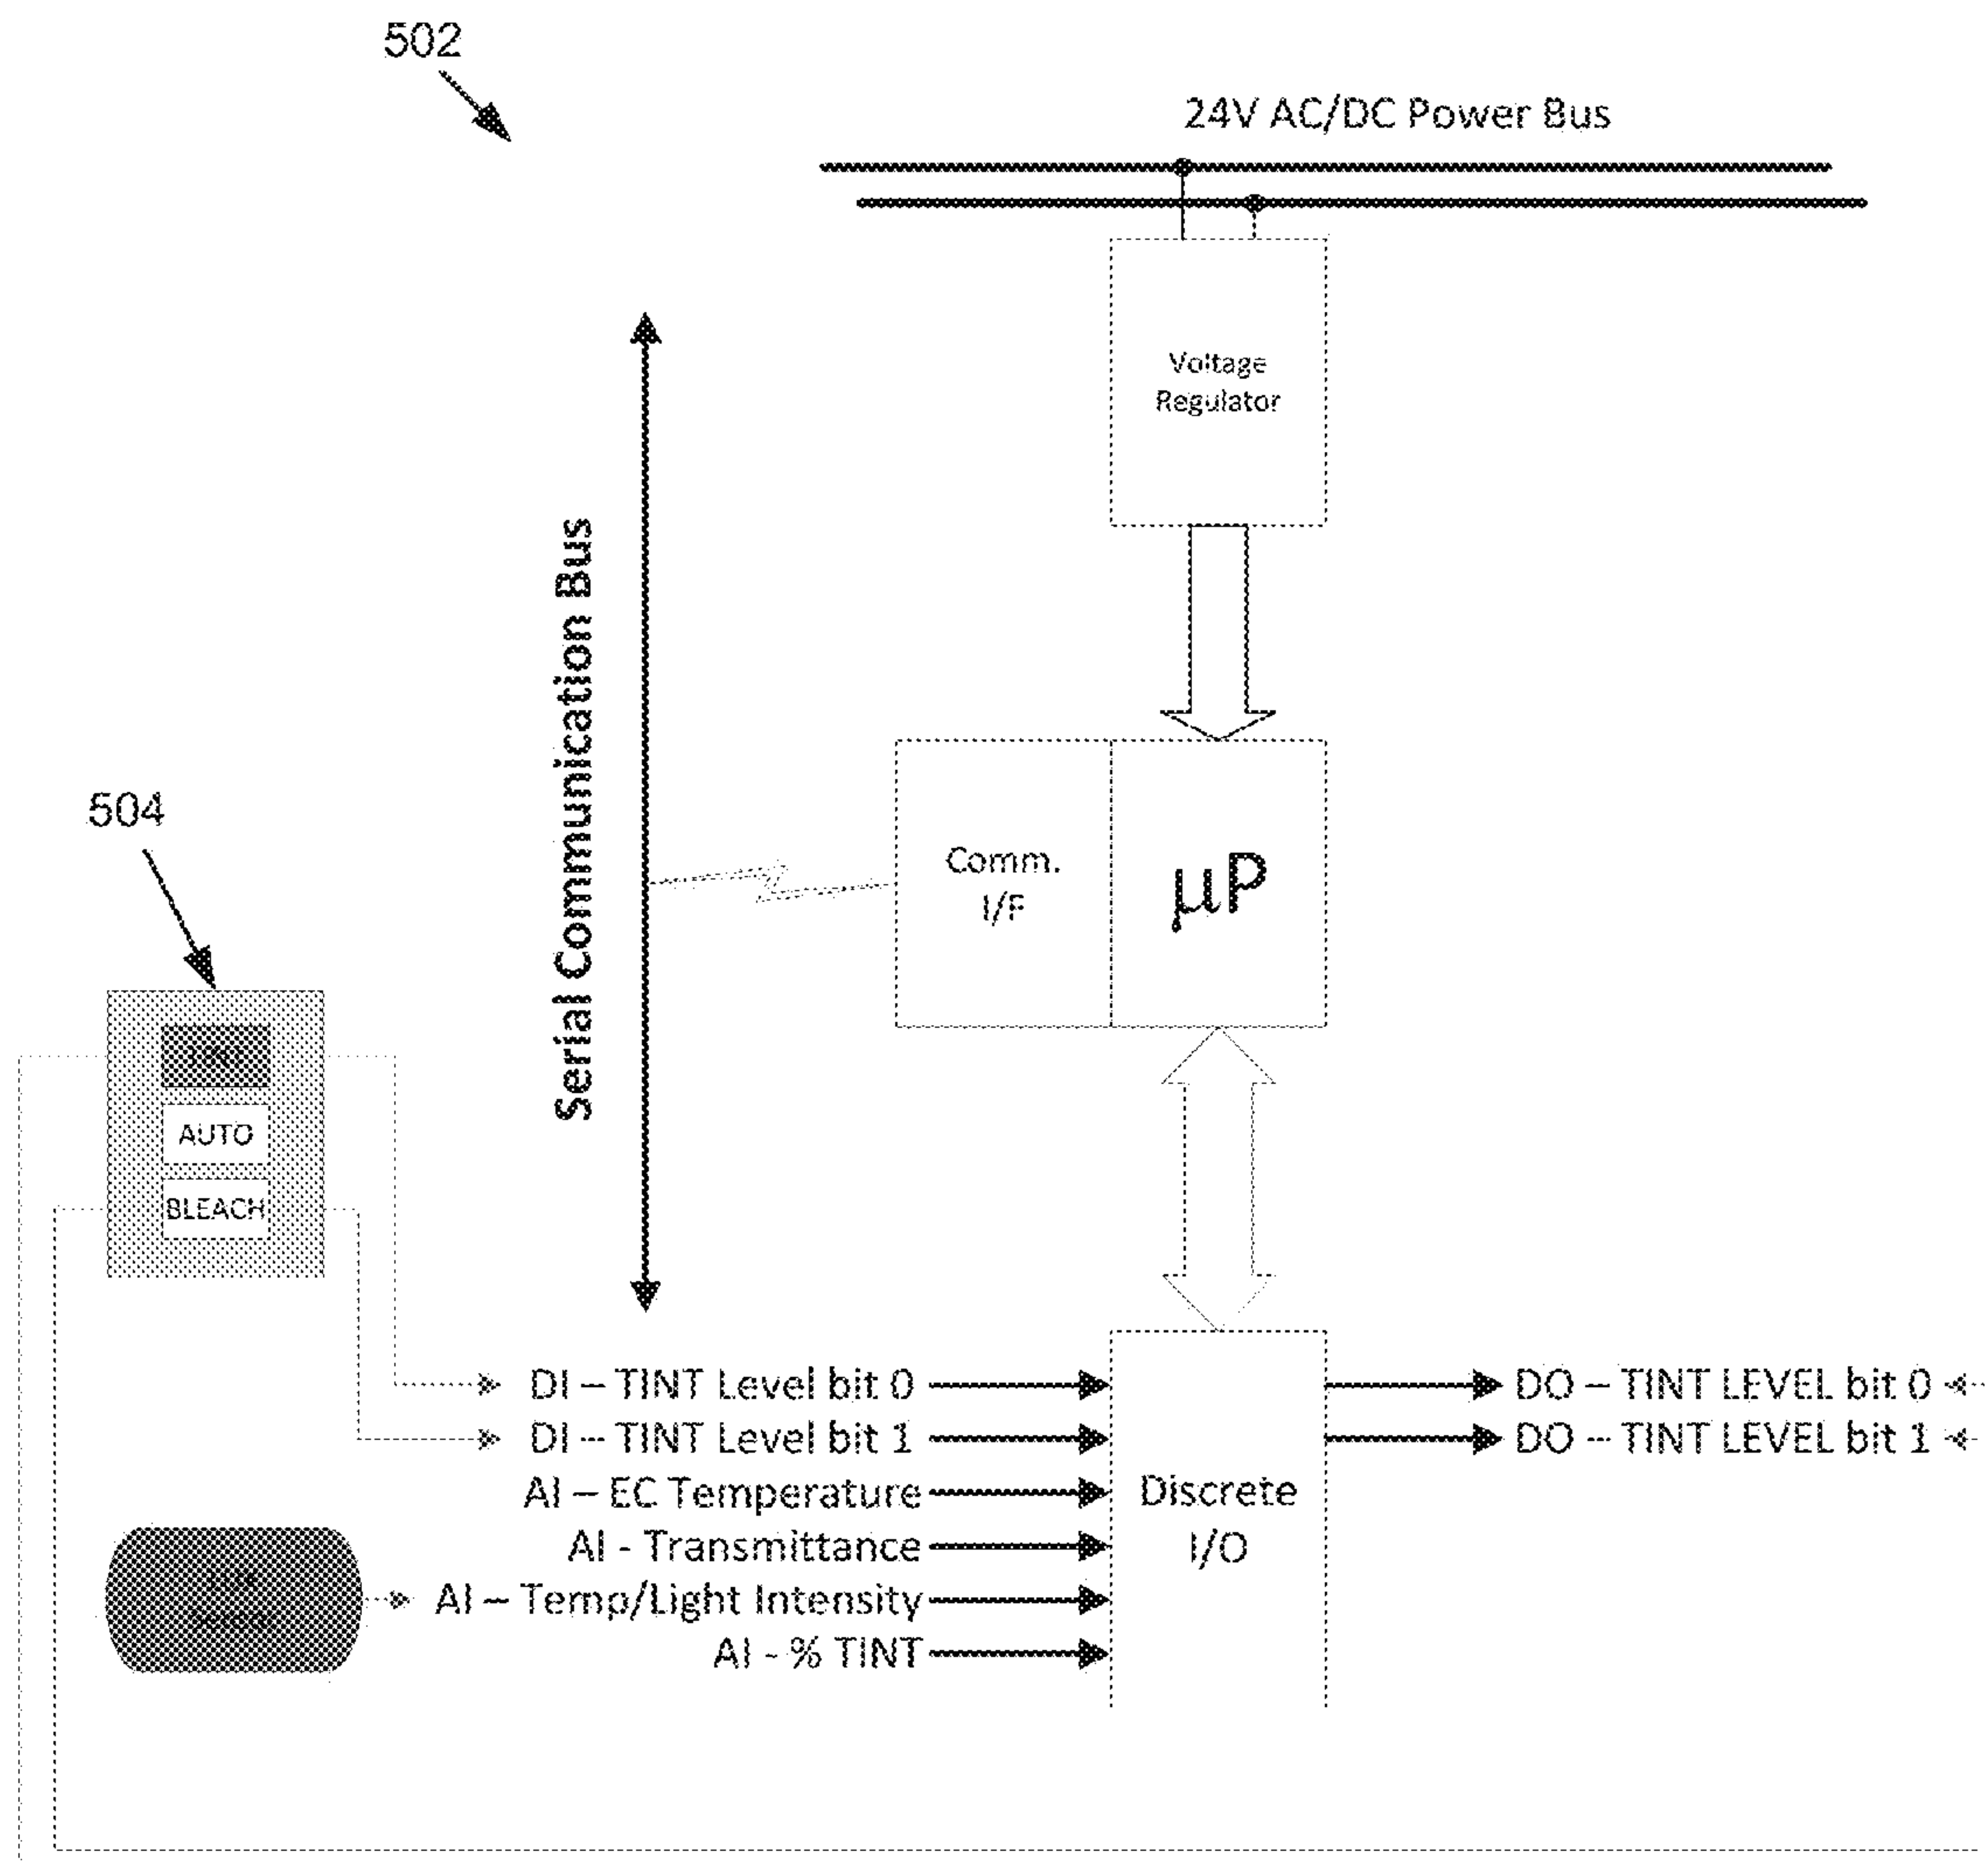 502
24V AC/DC Power Bus
Voltage
Regulator
Serial Communication Bus
504
Comm.
I/F
µP
AUTO
BLEACH
DI – TINT Level bit 0
DO – TINT LEVEL bit 0
DI – TINT Level bit 1
DO – TINT LEVEL bit 1
AI – EC Temperature
Discrete
I/O
AI - Transmittance
Sensor
AI – Temp/Light Intensity
AI - % TINT